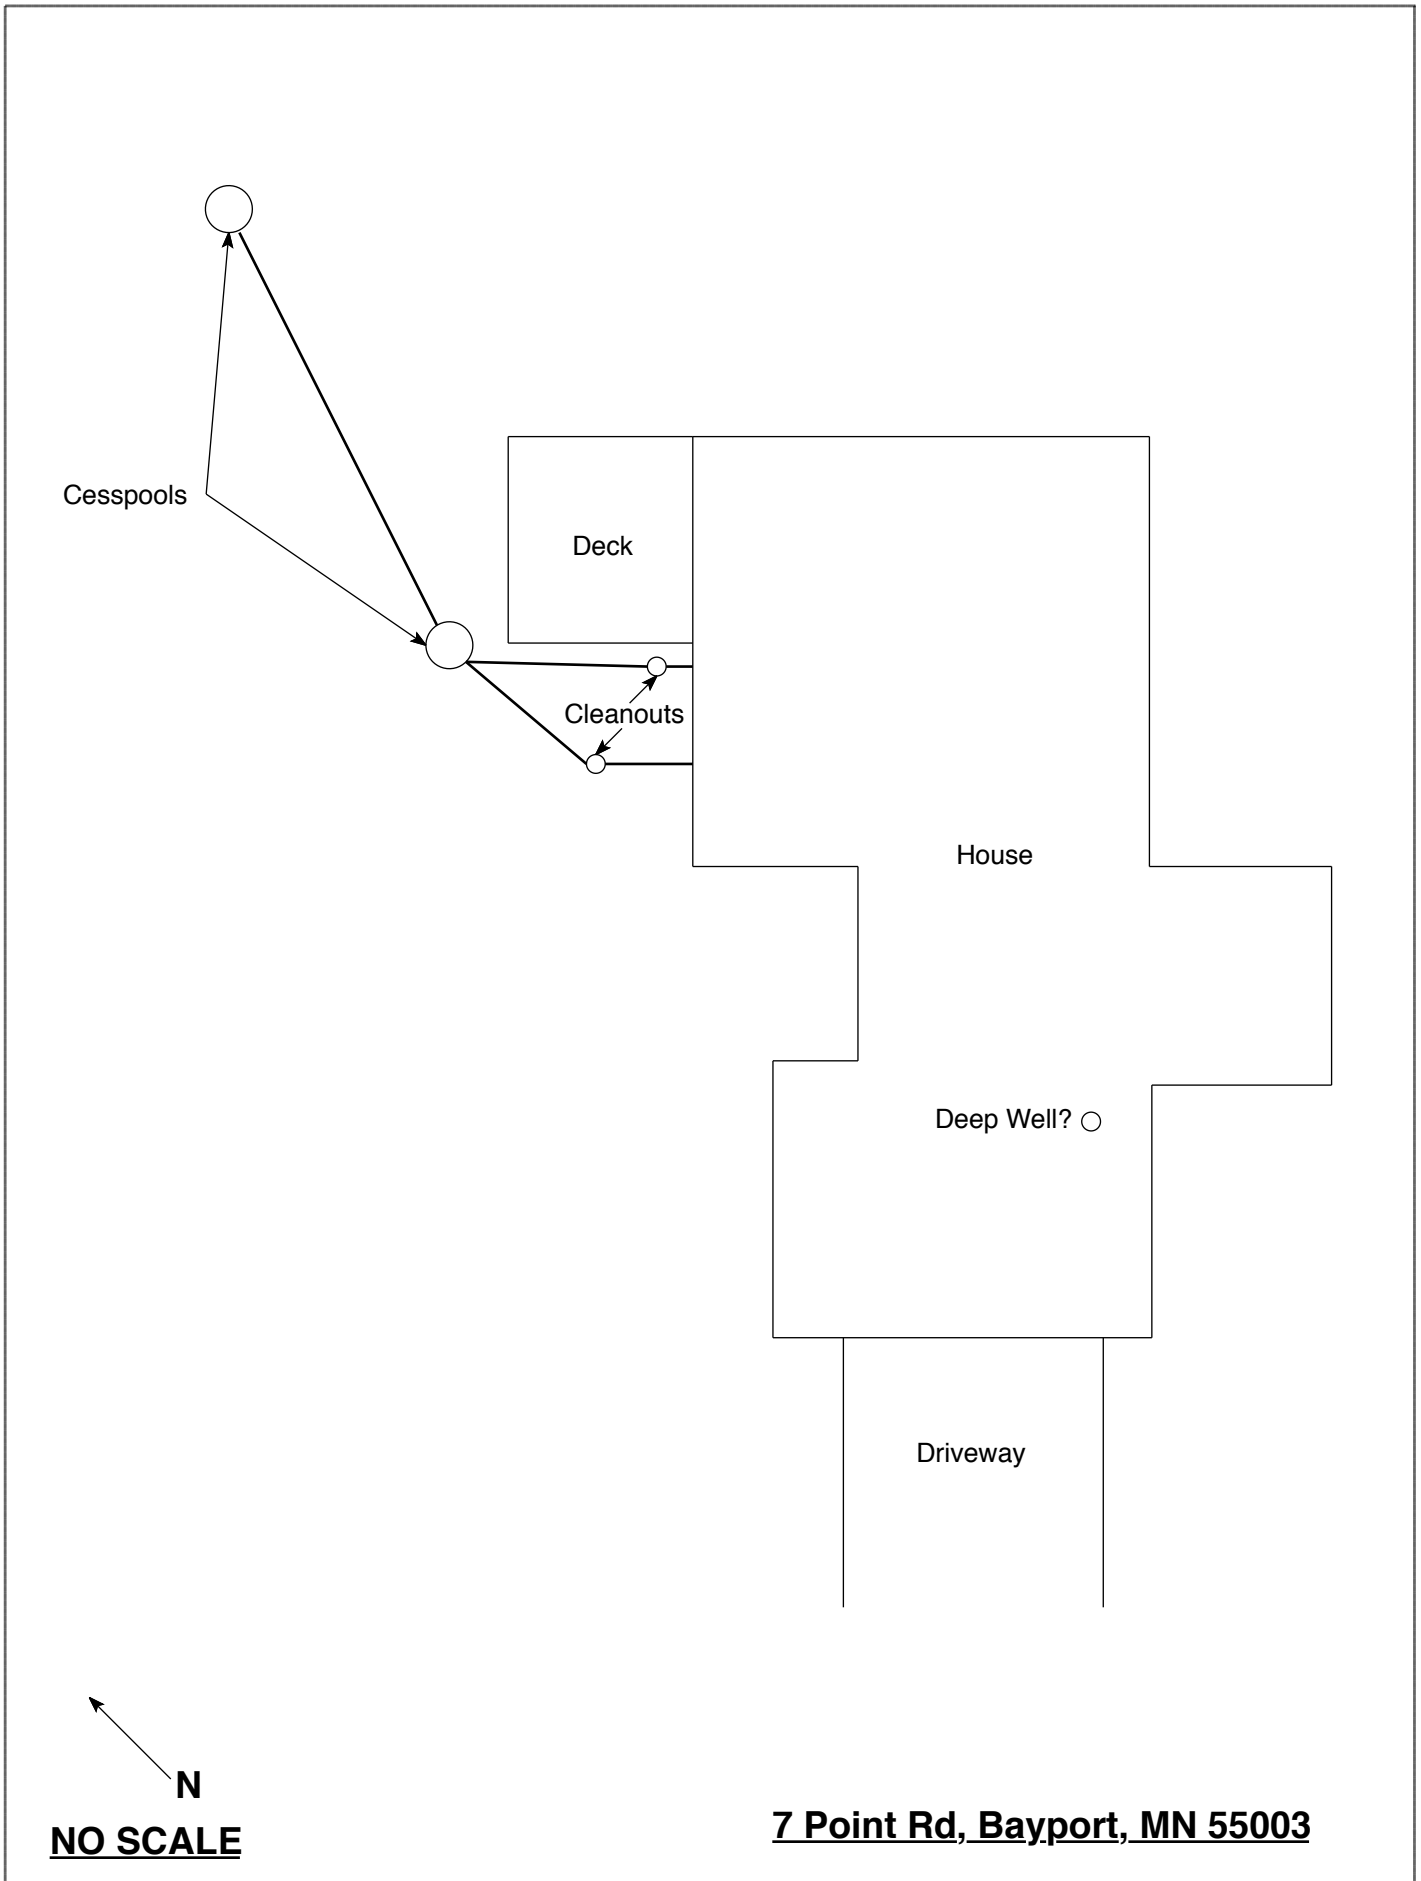 Cesspools
Deck
Cleanouts
House
Deep Well?
Driveway
N
NO SCALE
7 Point Rd, Bayport, MN 55003